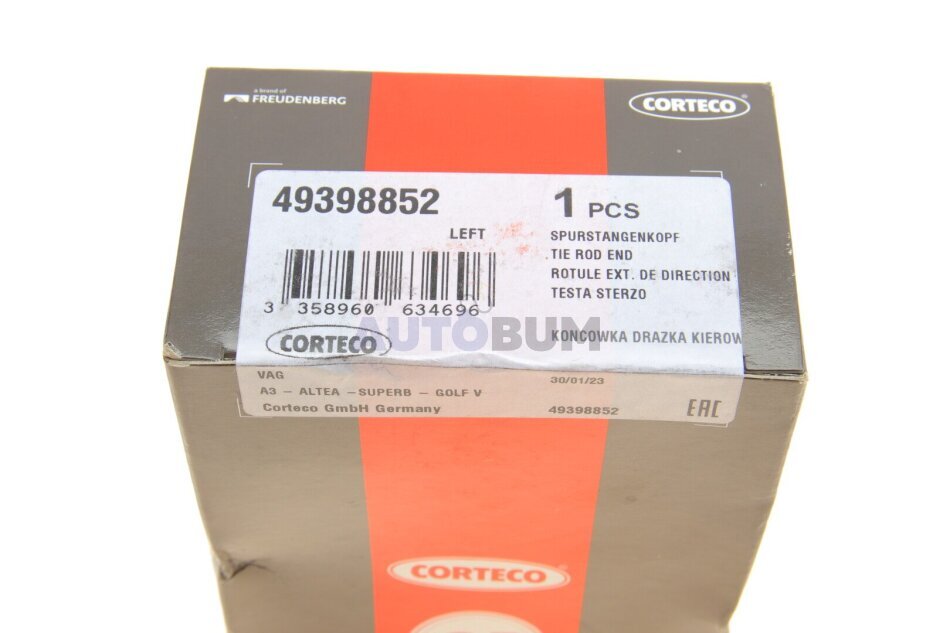 a brand of
FREUDENBERG
CORTECO®
49398852
1 PCS
LEFT
SPURSTANGENKOPF
TIE ROD END
ROTULE EXT. DE DIRECTION
TESTA STERZO
3 358960 634696
AUTOBUM
CORTECO
KONCOWKA DRAZKA KIEROW
VAG
30/01/23
A3 - ALTEA -SUPERB - GOLF V
Corteco GmbH Germany
49398852
EAC
CORTECO